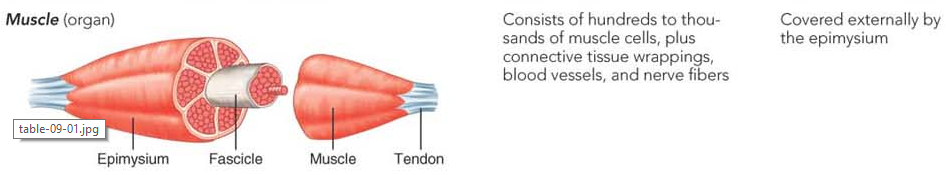 Muscle (organ)
Consists of hundreds to thou-
sands of muscle cells, plus
connective tissue wrappings,
blood vessels, and nerve fibers
Covered externally by
the epimysium
table-09-01.jpg
Epimysium
Fascicle
Muscle
Tendon